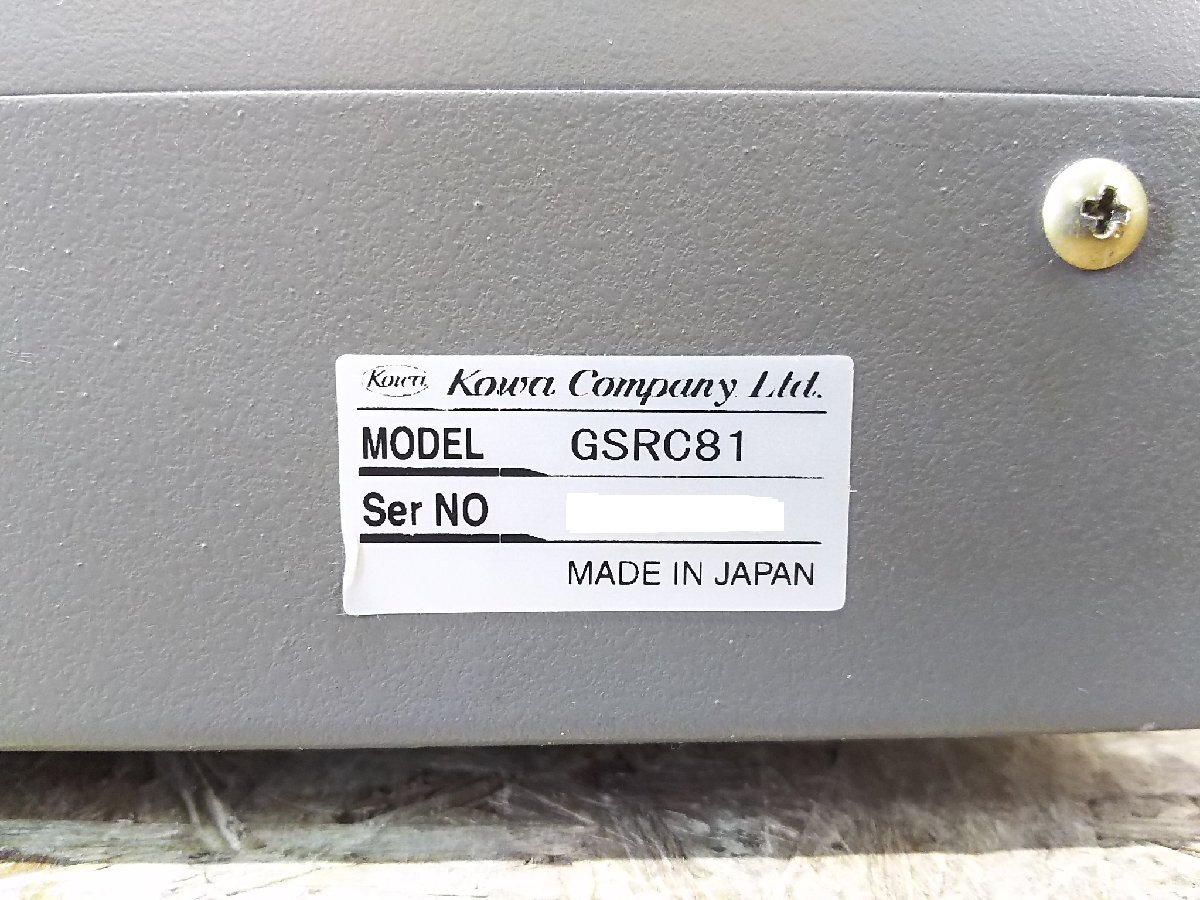 Kowa Kowa Company Ltd.
MODEL GSRC81
Ser NO
MADE IN JAPAN